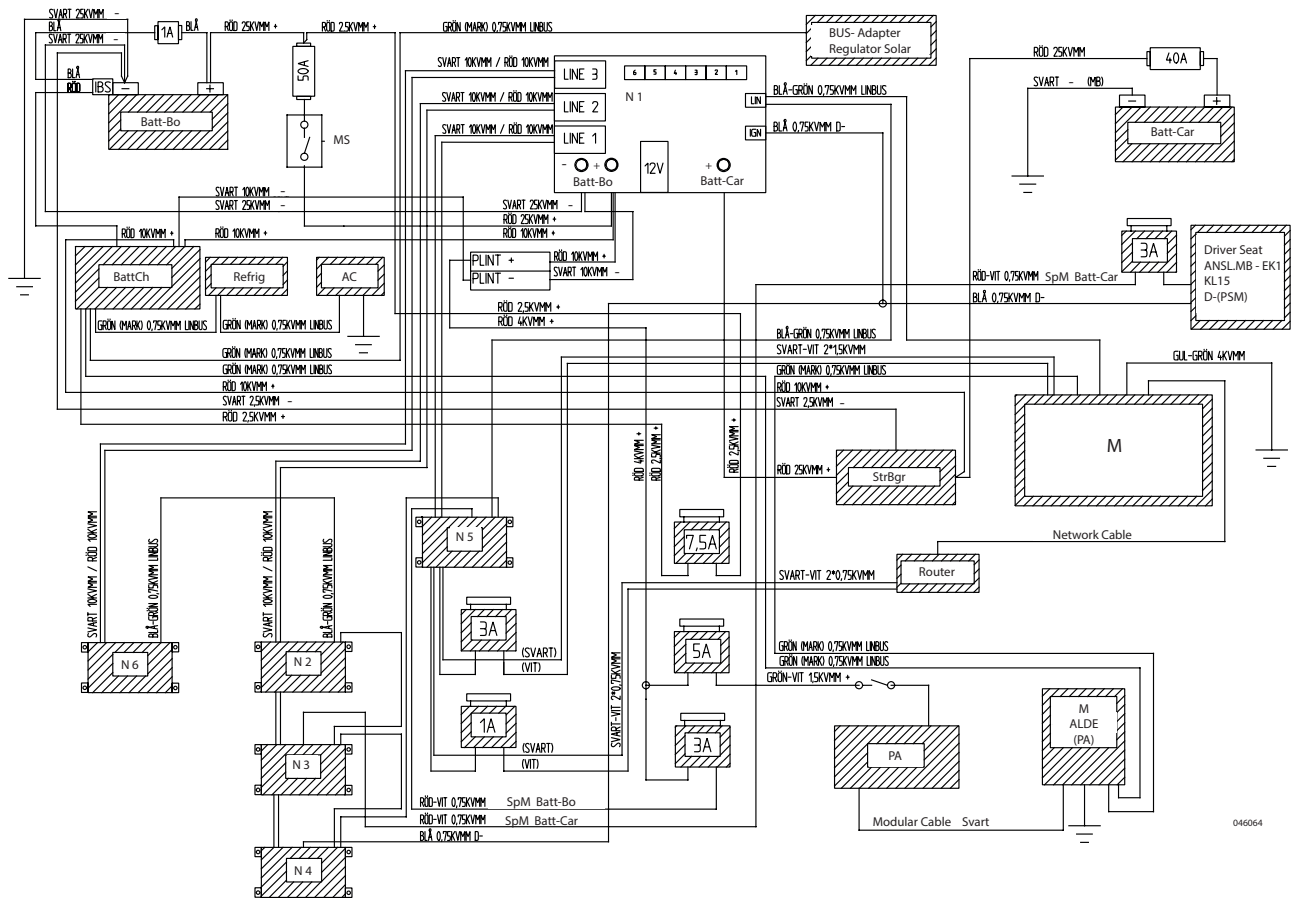 SVART 25KVMM –
BLÅ
SVART 25KVMM–
1A
BLÅ
RÖD 25KVMM +
RÖD 2,5KVMM +
GRÖN (MARK) 0,75KVMM LINBUS
BUS- Adapter
Regulator Solar
BLÅ
RÖD
IBS
–
+
Batt-Bo
50A
MS
SVART 10KVMM / RÖD 10KVMM
SVART 10KVMM / RÖD 10KVMM
SVART 10KVMM / RÖD 10KVMM
LINE 3
LINE 2
LINE 1
6 5 4 3 2 1
N 1
LIN
IGN
- +
Batt-Bo
12V
+
Batt-Car
BLÅ-GRÖN 0,75KVMM LINBUS
BLÅ 0,75KVMM D-
RÖD 25KVMM
40A
SVART – (MB)
–
+
Batt-Car
SVART 10KVMM –
SVART 25KVMM –
SVART 25KVMM –
RÖD 25KVMM +
RÖD 10KVMM +
RÖD 10KVMM +
RÖD 10KVMM +
BattCh
Refrig
AC
PLINT +
PLINT –
RÖD 10KVMM +
SVART 10KVMM –
3A
Driver Seat
ANSL.MB - EK1
KL15
D-(PSM)
RÖD-VIT 0,75KVMM SpM Batt-Car
BLÅ 0,75KVMM D-
GRÖN (MARK) 0,75KVMM LINBUS
GRÖN (MARK) 0,75KVMM LINBUS
RÖD 2,5KVMM +
RÖD 4KVMM +
GRÖN (MARK) 0,75KVMM LINBUS
GRÖN (MARK) 0,75KVMM LINBUS
RÖD 10KVMM +
SVART 2,5KVMM –
RÖD 2,5KVMM +
BLÅ-GRÖN 0,75KVMM LINBUS
SVART-VIT 2*1,5KVMM
GRÖN (MARK) 0,75KVMM LINBUS
RÖD 10KVMM +
SVART 2,5KVMM –
GUL-GRÖN 4KVMM
M
RÖD 4KVMM +
RÖD 2,5KVMM +
RÖD 2,5KVMM +
RÖD 25KVMM +
StrBgr
SVART 10KVMM / RÖD 10KVMM
BLÅ-GRÖN 0,75KVMM LINBUS
SVART 10KVMM / RÖD 10KVMM
BLÅ-GRÖN 0,75KVMM LINBUS
N 5
7,5A
Network Cable
Router
SVART-VIT 2*0,75KVMM
3A
(SVART)
(VIT)
5A
N 6
N 2
GRÖN (MARK) 0,75KVMM LINBUS
GRÖN (MARK) 0,75KVMM LINBUS
GRÖN-VIT 1,5KVMM +
SVART-VIT 2*0,75KVMM
1A
(SVART)
(VIT)
3A
M
ALDE
(PA)
PA
N 3
RÖD-VIT 0,75KVMM SpM Batt-Bo
RÖD-VIT 0,75KVMM SpM Batt-Car
BLÅ 0,75KVMM D-
Modular Cable Svart
046064
N 4